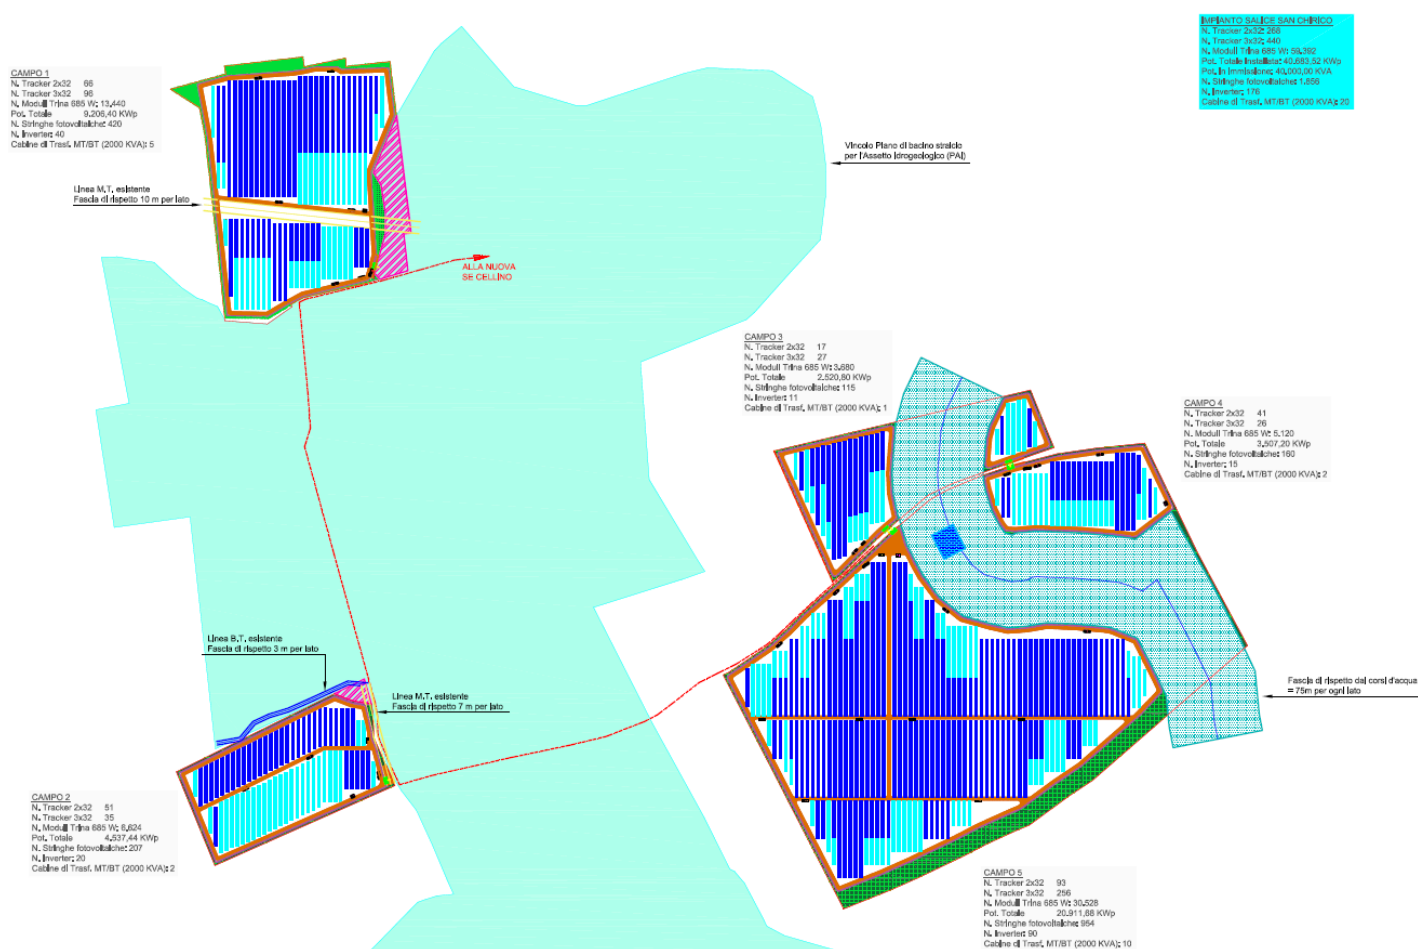 IMPIANTO SALICE SAN CHIRICO
N. Tracker 2x32: 268
N. Tracker 3x32: 440
N. Moduli Trina 685 W: 59.392
Pot. Totale Installata: 40.683,52 KWp
Pot. in Immissione: 40.000,00 KVA
N. Stringhe fotovoltaiche: 1.856
N. Inverter: 176
Cabine di Trasf. MT/BT (2000 KVA): 20
CAMPO 1
N. Tracker 2x32 66
N. Tracker 3x32 96
N. Moduli Trina 685 W: 13.440
Pot. Totale 9.206,40 KWp
N. Stringhe fotovoltaiche: 420
N. Inverter: 40
Cabine di Trasf. MT/BT (2000 KVA): 5
Vincolo Piano di bacino stralcio
per l'Assetto Idrogeologico (PAI)
Linea M.T. esistente
Fascia di rispetto 10 m per lato
ALLA NUOVA
SE CELLINO
CAMPO 3
N. Tracker 2x32 17
N. Tracker 3x32 27
N. Moduli Trina 685 W: 3.680
Pot. Totale 2.520,80 KWp
N. Stringhe fotovoltaiche: 115
N. Inverter: 11
Cabine di Trasf. MT/BT (2000 KVA): 1
CAMPO 4
N. Tracker 2x32 41
N. Tracker 3x32 26
N. Moduli Trina 685 W: 5.120
Pot. Totale 3.507,20 KWp
N. Stringhe fotovoltaiche: 160
N. Inverter: 15
Cabine di Trasf. MT/BT (2000 KVA): 2
Linea B.T. esistente
Fascia di rispetto 3 m per lato
Linea M.T. esistente
Fascia di rispetto 7 m per lato
Fascia di rispetto dai corsi d'acqua
= 75m per ogni lato
CAMPO 2
N. Tracker 2x32 51
N. Tracker 3x32 35
N. Moduli Trina 685 W: 6.624
Pot. Totale 4.537,44 KWp
N. Stringhe fotovoltaiche: 207
N. Inverter: 20
Cabine di Trasf. MT/BT (2000 KVA): 2
CAMPO 5
N. Tracker 2x32 93
N. Tracker 3x32 256
N. Moduli Trina 685 W: 30.528
Pot. Totale 20.911,68 KWp
N. Stringhe fotovoltaiche: 954
N. Inverter: 90
Cabine di Trasf. MT/BT (2000 KVA): 10